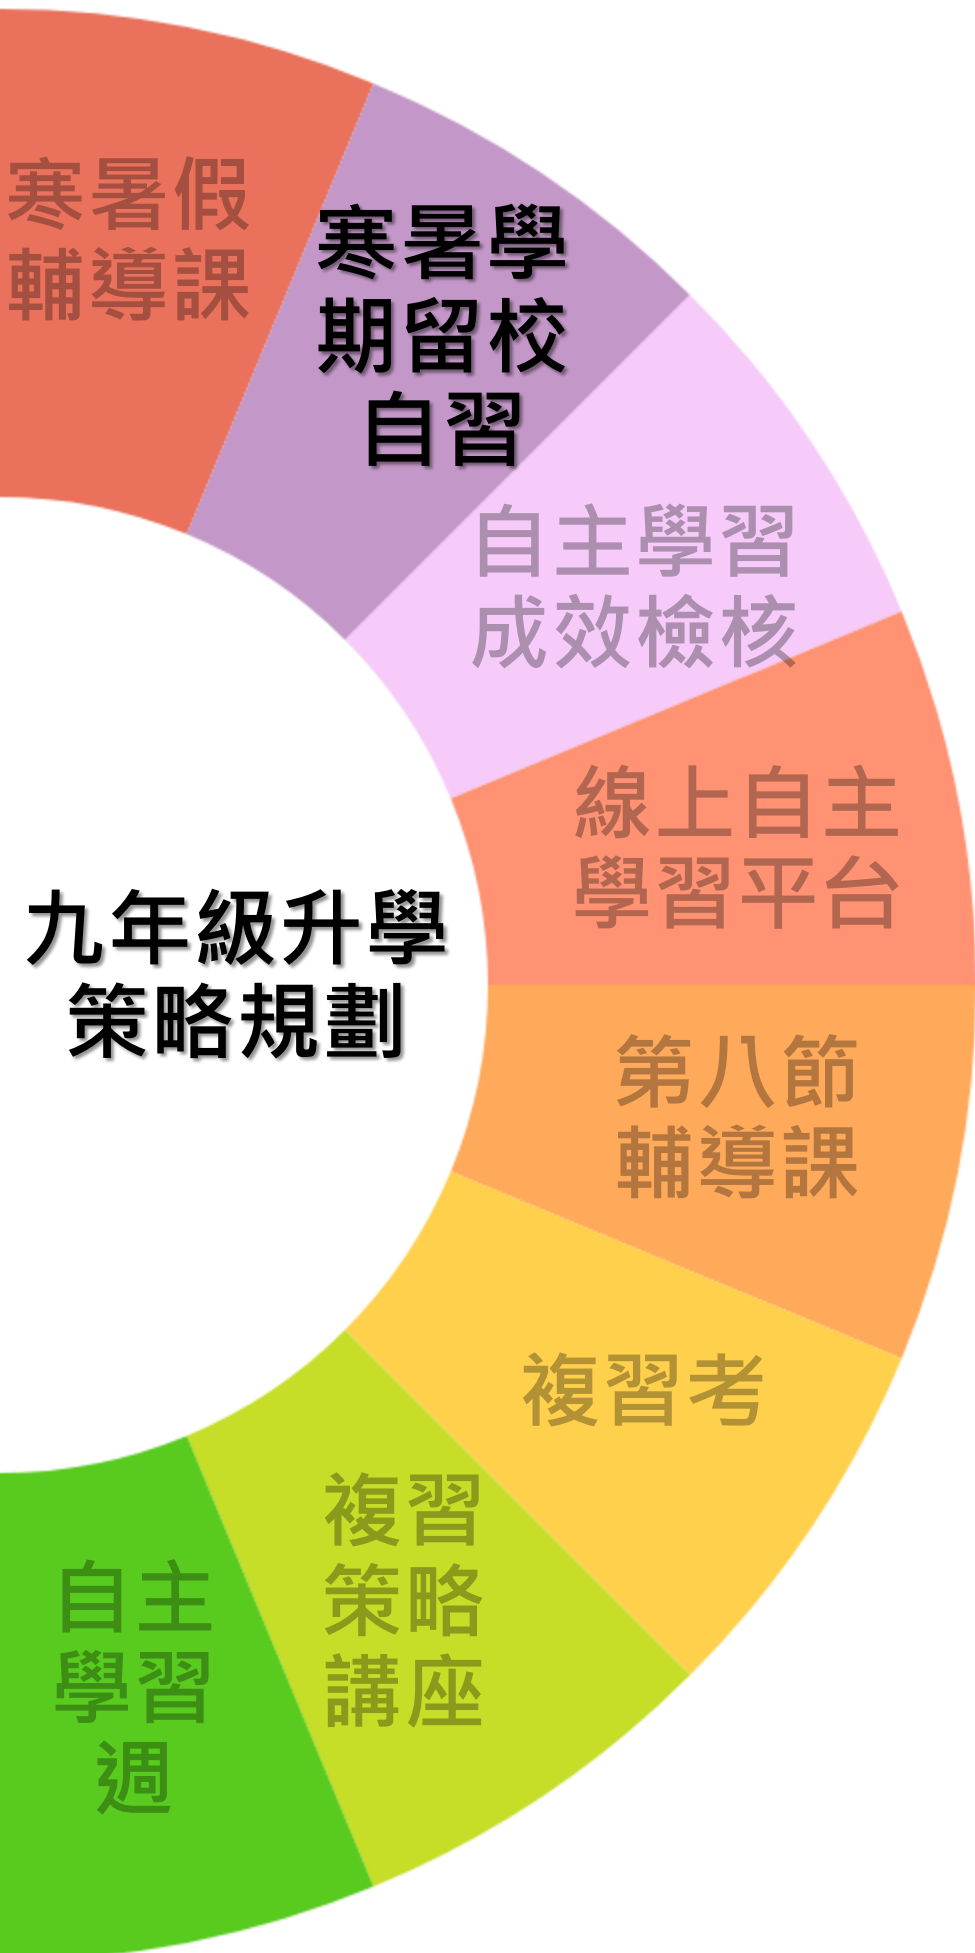 寒暑假
輔導課
寒暑學
期留校
自習
自主學習
成效檢核
線上自主
學習平台
九年級升學
策略規劃
第八節
輔導課
複習考
複習
策略
講座
自主
學習
週